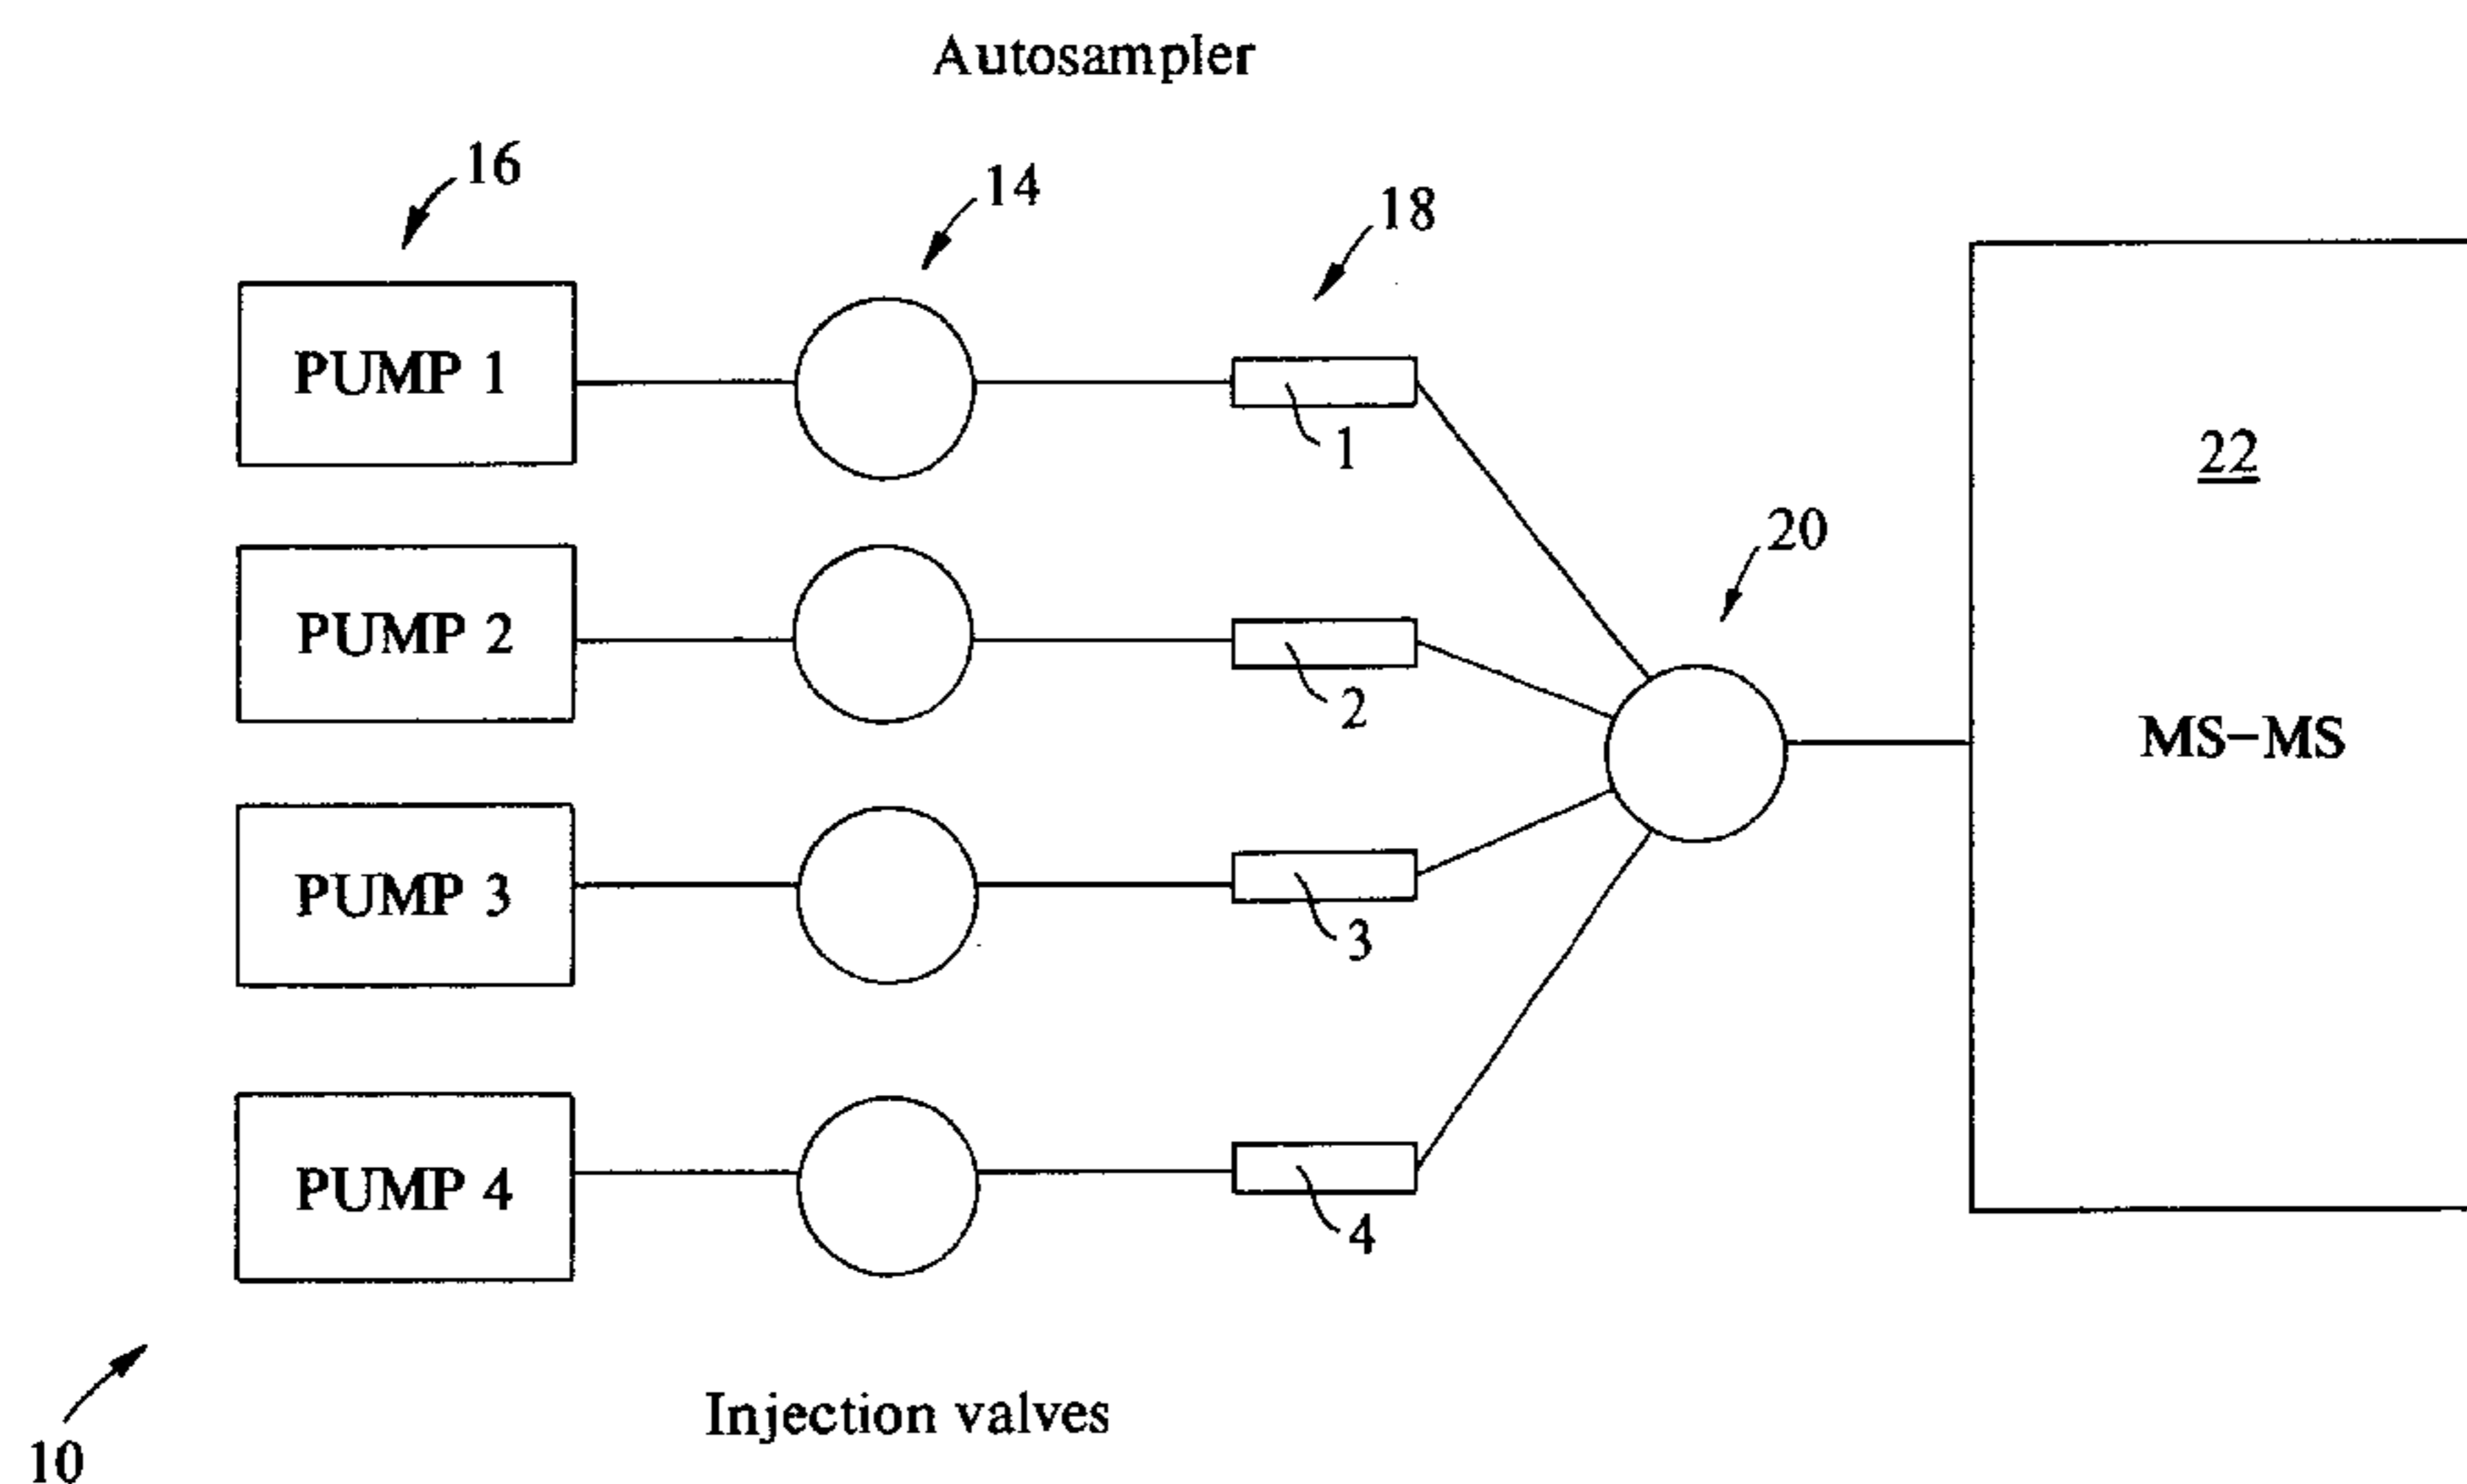 Autosampler
16
14
18
PUMP 1
1
22
20
PUMP 2
2
MS-MS
PUMP 3
3
PUMP 4
4
Injection valves
10